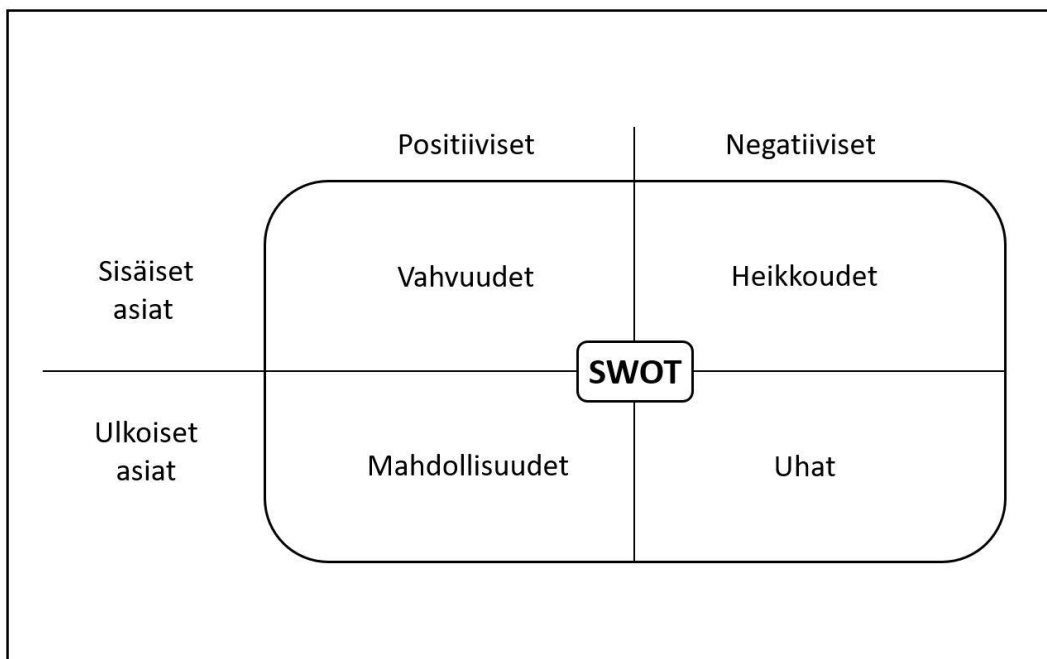 Positiiviset Negatiiviset
Sisäiset
asiat
Vahvuudet Heikkoudet
SWOT
Ulkoiset
asiat
Mahdollisuudet Uhat